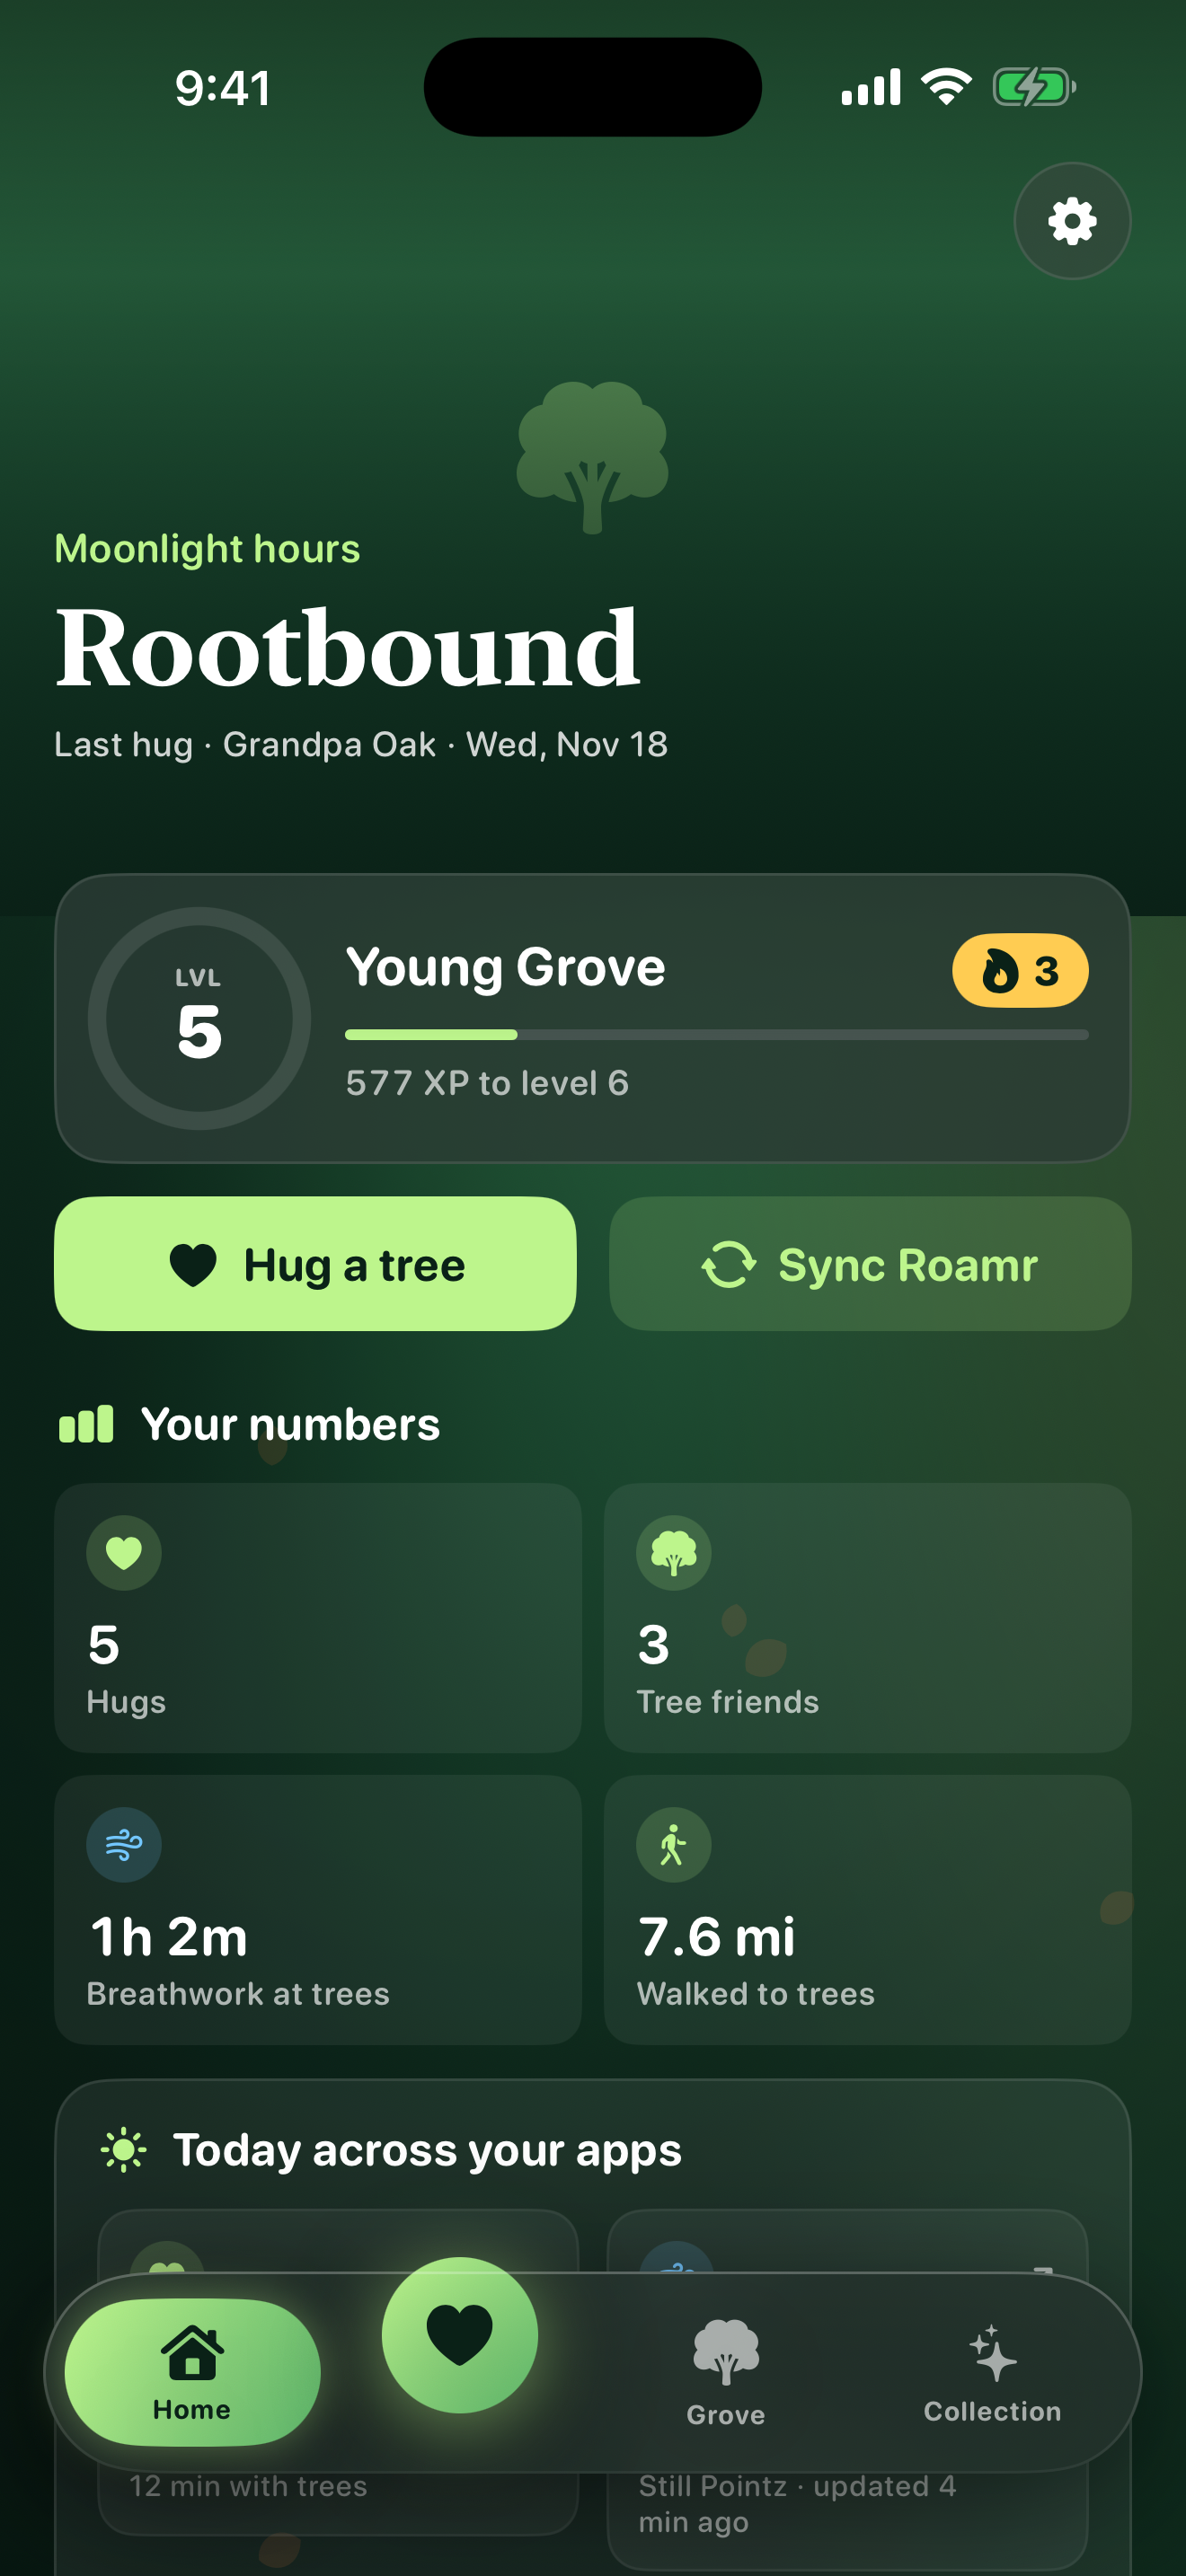 9:41
Moonlight hours
Rootbound
Last hug · Grandpa Oak · Wed, Nov 18
LVL
5
Young Grove
3
577 XP to level 6
Hug a tree
Sync Roamr
Your numbers
5
Hugs
3
Tree friends
1h 2m
Breathwork at trees
7.6 mi
Walked to trees
Today across your apps
Home
Grove
Collection
12 min with trees
Still Pointz · updated 4
min ago